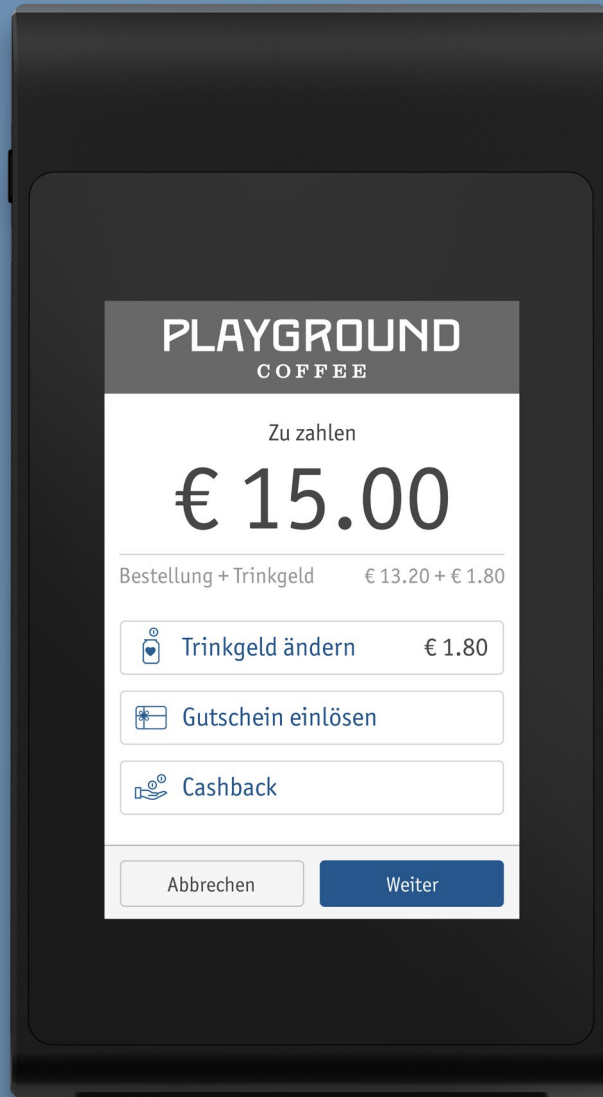 PLAYGROUND
COFFEE
Zu zahlen
€ 15.00
Bestellung + Trinkgeld € 13.20 + € 1.80
Trinkgeld ändern € 1.80
Gutschein einlösen
Cashback
Abbrechen Weiter